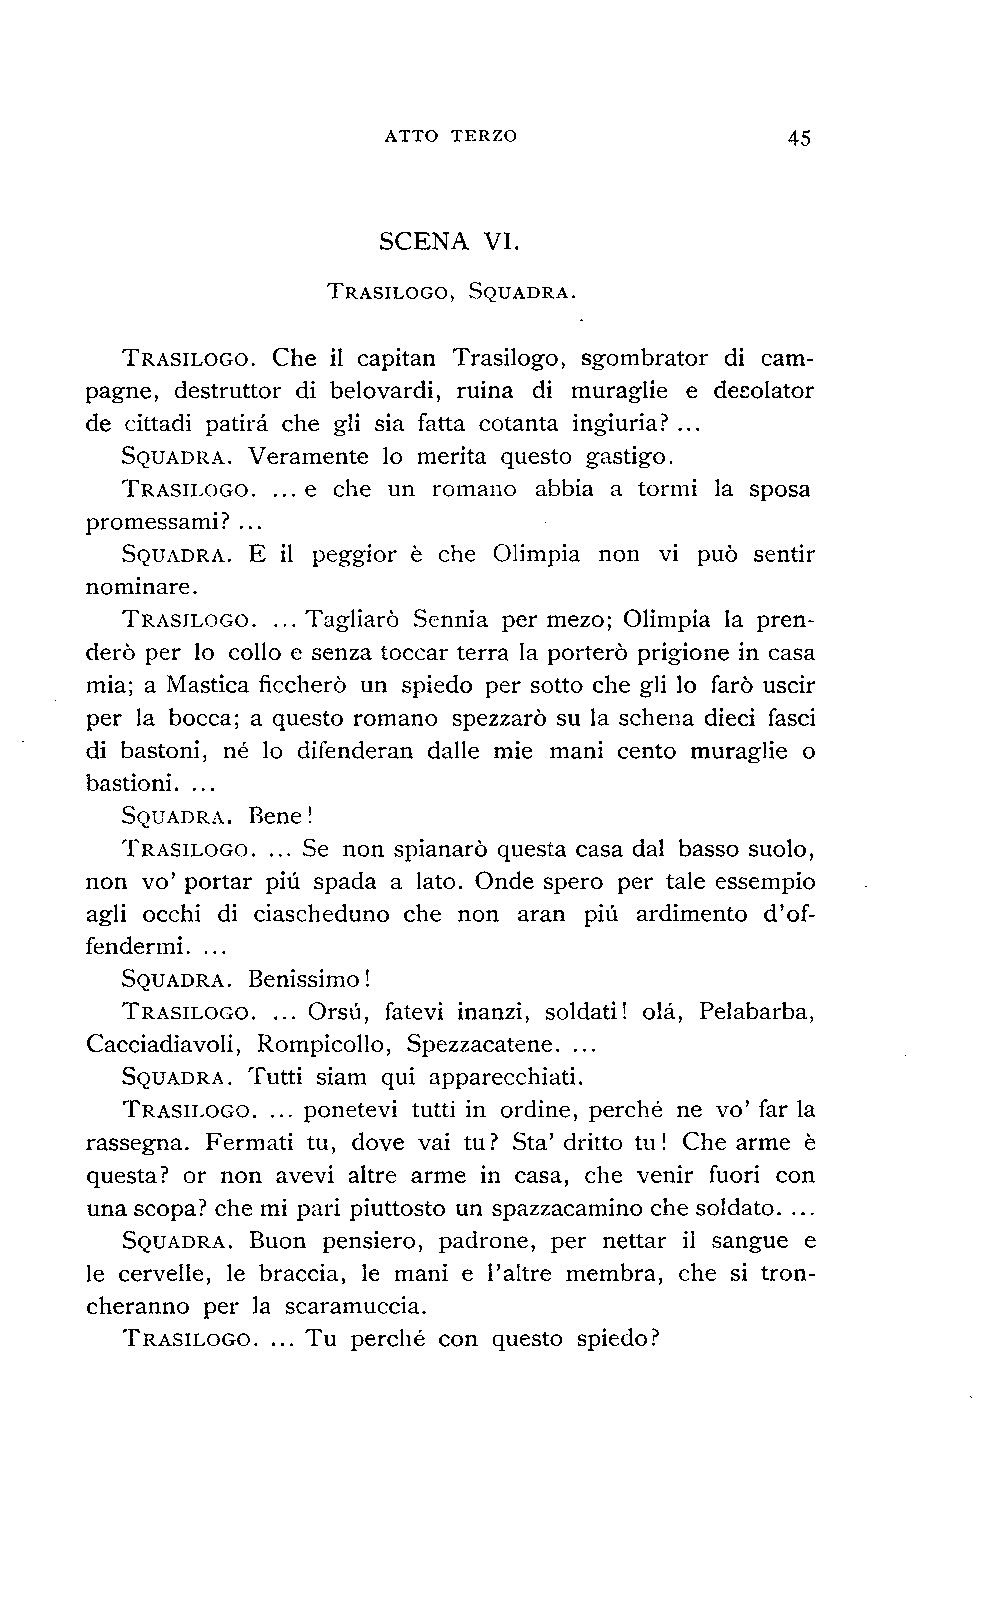 ATTO TERZO 45
SCENA VI.
TRASILOGO, SQUADRA.
TRASILOGO. Che il capitan Trasilogo, sgombrator di cam-
pagne, destruttor di belovardi, ruina di muraglie e desolator
de cittadi patirá che gli sia fatta cotanta ingiuria? ...
SQUADRA. Veramente lo merita questo gastigo.
TRASILOGO. ... e che un romano abbia a tormi la sposa
promessami? ...
SQUADRA. E il peggior è che Olimpia non vi può sentir
nominare.
TRASILOGO. ... Tagliarò Sennia per mezo; Olimpia la pren-
derò per lo collo e senza toccar terra la porterò prigione in casa
mia; a Mastica ficcherò un spiedo per sotto che gli lo farò uscir
per la bocca; a questo romano spezzarò su la schena dieci fasci
di bastoni, né lo difenderan dalle mie mani cento muraglie o
bastioni. ...
SQUADRA. Bene!
TRASILOGO. ... Se non spianarò questa casa dal basso suolo,
non vo' portar piú spada a lato. Onde spero per tale essempio
agli occhi di ciascheduno che non aran piú ardimento d'of-
fendermi. ...
SQUADRA. Benissimo!
TRASILOGO. ... Orsú, fatevi inanzi, soldati! olá, Pelabarba,
Cacciadiavoli, Rompicollo, Spezzacatene. ...
SQUADRA. Tutti siam qui apparecchiati.
TRASILOGO. ... ponetevi tutti in ordine, perché ne vo' far la
rassegna. Fermati tu, dove vai tu? Sta' dritto tu! Che arme è
questa? or non avevi altre arme in casa, che venir fuori con
una scopa? che mi pari piuttosto un spazzacamino che soldato. ...
SQUADRA. Buon pensiero, padrone, per nettar il sangue e
le cervelle, le braccia, le mani e l'altre membra, che si tron-
cheranno per la scaramuccia.
TRASILOGO. ... Tu perché con questo spiedo?